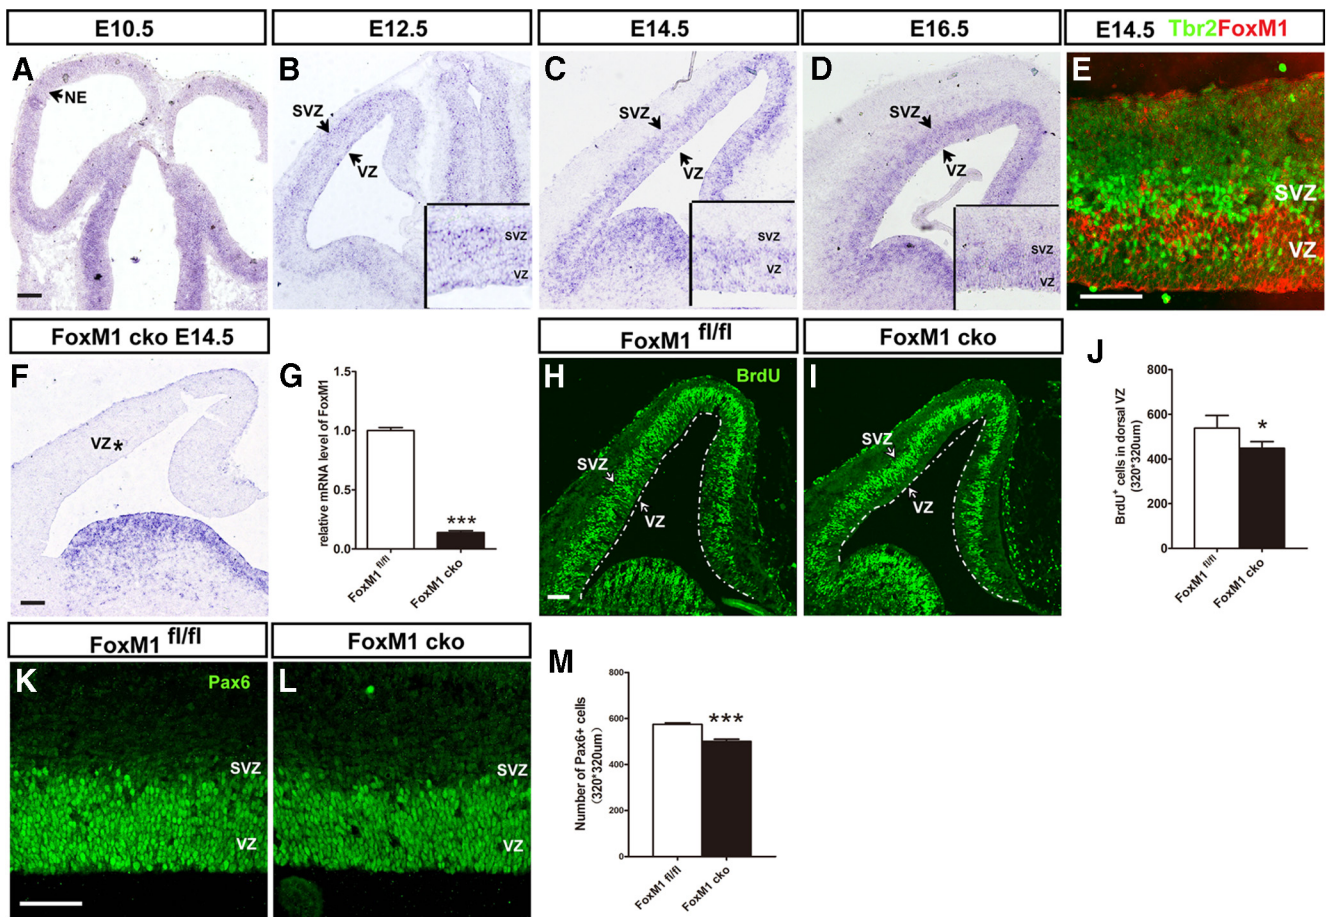 E10.5
E12.5
E14.5
E16.5
E14.5 Tbr2FoxM1
A
NE
B
SVZ
VZ
SVZ
VZ
C
SVZ
VZ
SVZ
VZ
D
SVZ
VZ
SVZ
VZ
E
SVZ
VZ
FoxM1 cko E14.5
FoxM1 fl/fl
FoxM1 cko
F
VZ*
G
relative mRNA level of FoxM1
1.5
1.0
0.5
0.0
***
FoxM1 fl/fl
FoxM1 cko
H
BrdU
SVZ
VZ
I
SVZ
VZ
J
BrdU+ cells in dorsal VZ
(320*320um)
800
600
400
200
0
*
FoxM1 fl/fl
FoxM1 cko
FoxM1 fl/fl
FoxM1 cko
K
Pax6
SVZ
VZ
L
SVZ
VZ
M
Number of Pax6+ cells
(320*320um)
800
600
400
200
0
***
FoxM1 fl/fl
FoxM1 cko